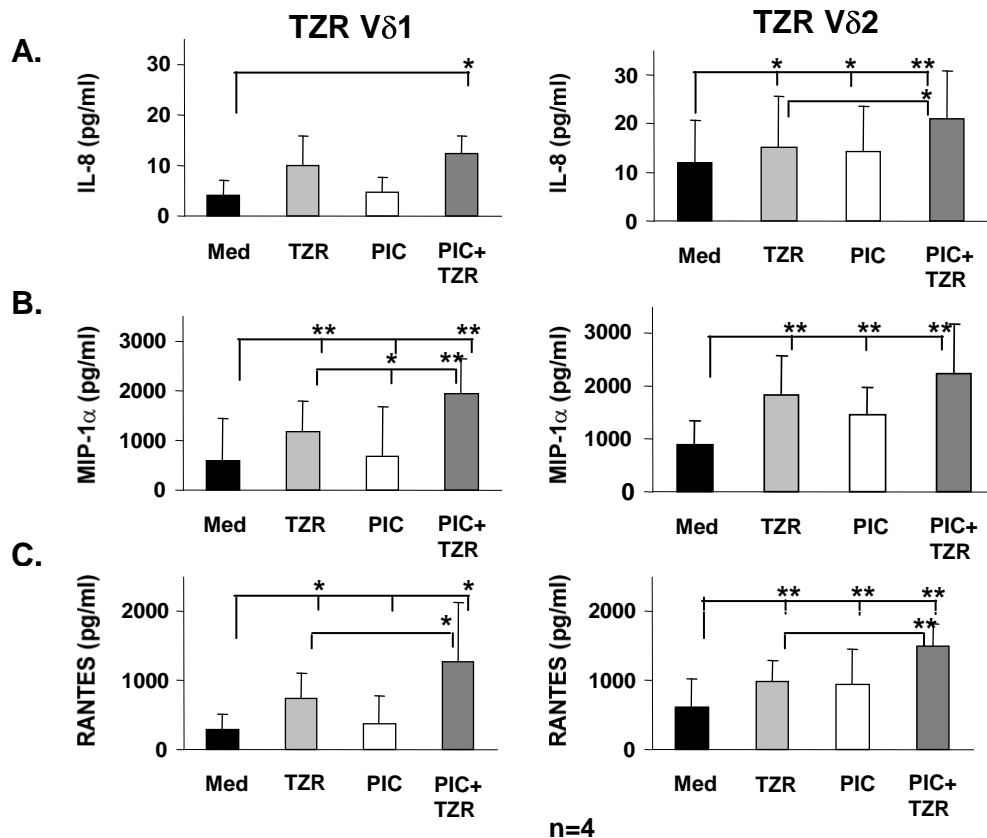 TZR Vδ1
TZR Vδ2
A.
IL-8 (pg/ml)
30
20
10
0
*
Med
TZR
PIC
PIC+
TZR
IL-8 (pg/ml)
30
20
10
0
* * **
*
Med
TZR
PIC
PIC+
TZR
B.
MIP-1α (pg/ml)
3000
2000
1000
0
** **
* **
Med
TZR
PIC
PIC+
TZR
MIP-1α (pg/ml)
3000
2000
1000
0
** ** **
Med
TZR
PIC
PIC+
TZR
C.
RANTES (pg/ml)
2000
1000
0
* *
*
Med
TZR
PIC
PIC+
TZR
RANTES (pg/ml)
2000
1000
0
** ** **
**
Med
TZR
PIC
PIC+
TZR
n=4